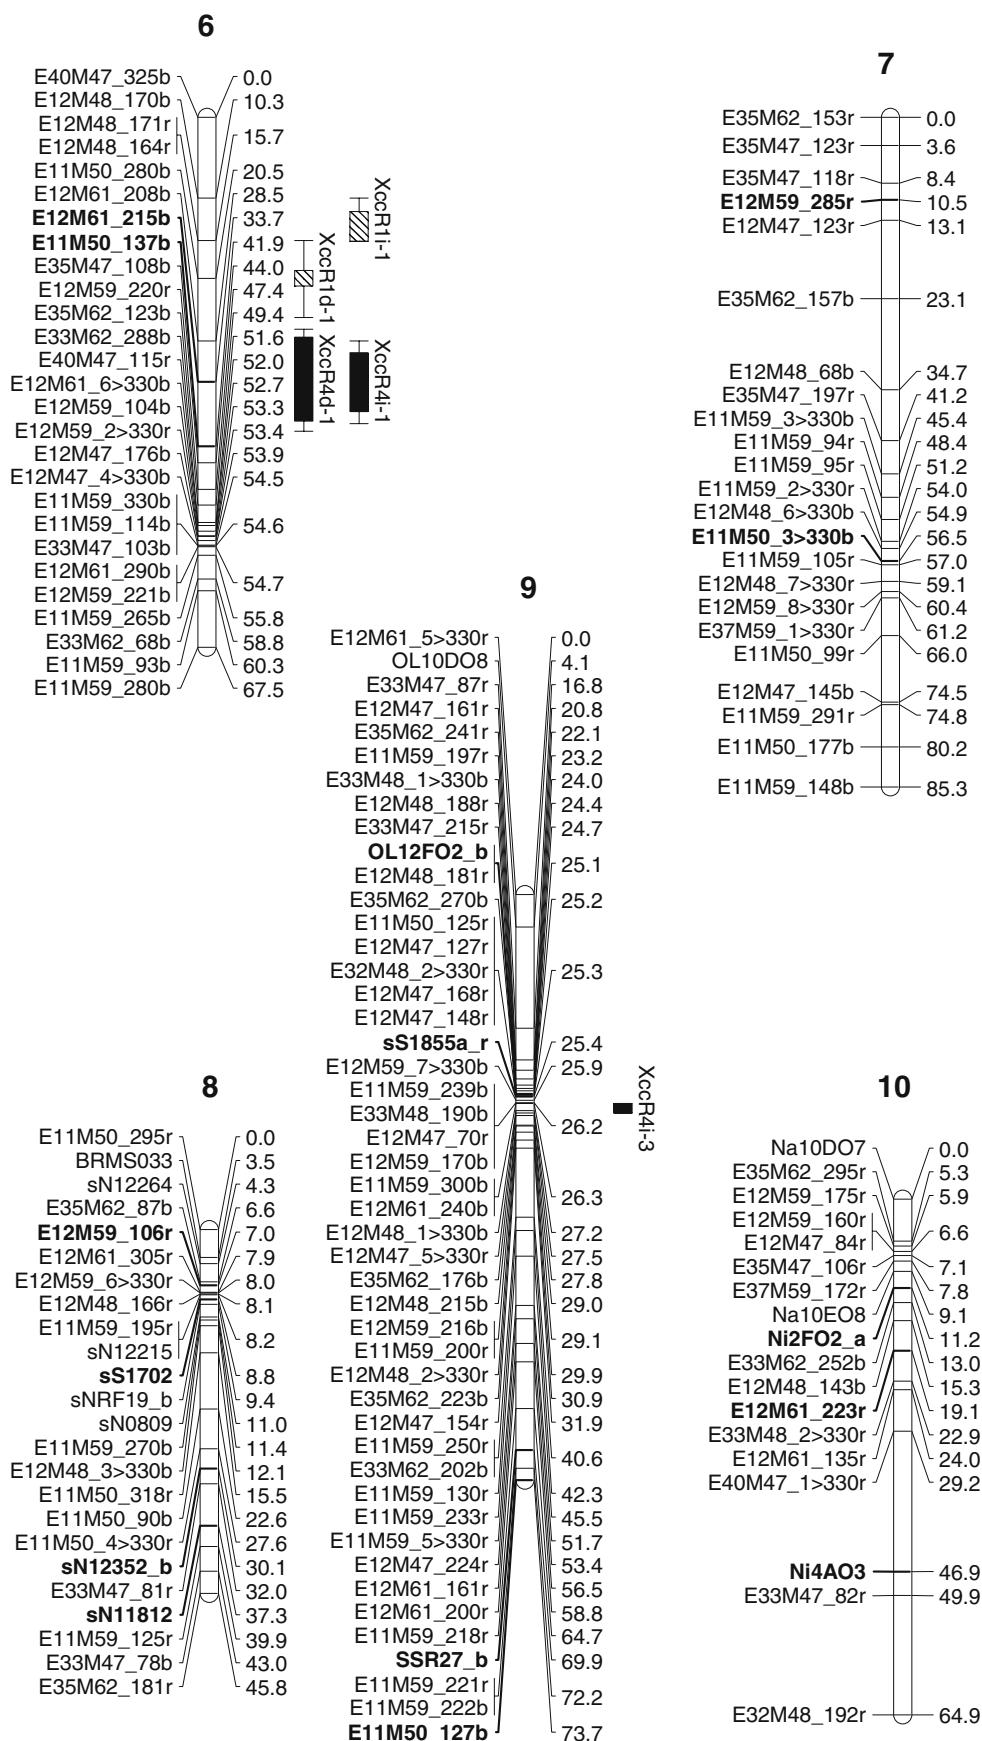 6
E40M47_325b 0.0
E12M48_170b 10.3
E12M48_171r
15.7
E12M48_164r
E11M50_280b 20.5
E12M61_208b 28.5
E12M61_215b 33.7
E11M50_137b 41.9
E35M47_108b 44.0
E12M59_220r 47.4
E35M62_123b 49.4
E33M62_288b 51.6
E40M47_115r 52.0
E12M61_6>330b 52.7
E12M59_104b 53.3
E12M59_2>330r 53.4
E12M47_176b 53.9
E12M47_4>330b 54.5
E11M59_330b
E11M59_114b 54.6
E33M47_103b
E12M61_290b
54.7
E12M59_221b
E11M59_265b 55.8
E33M62_68b 58.8
E11M59_93b 60.3
E11M59_280b 67.5
XccR1i-1
XccR1d-1
XccR4d-1
XccR4i-1
7
E35M62_153r 0.0
E35M47_123r 3.6
E35M47_118r 8.4
E12M59_285r 10.5
E12M47_123r 13.1
E35M62_157b 23.1
E12M48_68b 34.7
E35M47_197r 41.2
E11M59_3>330b 45.4
E11M59_94r 48.4
E11M59_95r 51.2
E11M59_2>330r 54.0
E12M48_6>330b 54.9
E11M50_3>330b 56.5
E11M59_105r 57.0
E12M48_7>330r 59.1
E12M59_8>330r 60.4
E37M59_1>330r 61.2
E11M50_99r 66.0
E12M47_145b 74.5
E11M59_291r 74.8
E11M50_177b 80.2
E11M59_148b 85.3
9
E12M61_5>330r 0.0
OL10DO8 4.1
E33M47_87r 16.8
E12M47_161r 20.8
E35M62_241r 22.1
E11M59_197r 23.2
E33M48_1>330b 24.0
E12M48_188r 24.4
E33M47_215r 24.7
OL12FO2_b
25.1
E12M48_181r
E35M62_270b 25.2
E11M50_125r
E12M47_127r
E32M48_2>330r 25.3
E12M47_168r
E12M47_148r
sS1855a_r 25.4
E12M59_7>330b 25.9
E11M59_239b
E33M48_190b
26.2
E12M47_70r
E12M59_170b
E11M59_300b
26.3
E12M61_240b
E12M48_1>330b 27.2
E12M47_5>330r 27.5
E35M62_176b 27.8
E12M48_215b 29.0
E12M59_216b
29.1
E11M59_200r
E12M48_2>330r 29.9
E35M62_223b 30.9
E12M47_154r 31.9
E11M59_250r
40.6
E33M62_202b
E11M59_130r 42.3
E11M59_233r 45.5
E11M59_5>330r 51.7
E12M47_224r 53.4
E12M61_161r 56.5
E12M61_200r 58.8
E11M59_218r 64.7
SSR27_b 69.9
E11M59_221r
72.2
E11M59_222b
E11M50_127b 73.7
XccR4i-3
8
E11M50_295r 0.0
BRMS033 3.5
sN12264 4.3
E35M62_87b 6.6
E12M59_106r 7.0
E12M61_305r 7.9
E12M59_6>330r 8.0
E12M48_166r 8.1
E11M59_195r
8.2
sN12215
sS1702 8.8
sNRF19_b 9.4
sN0809 11.0
E11M59_270b 11.4
E12M48_3>330b 12.1
E11M50_318r 15.5
E11M50_90b 22.6
E11M50_4>330r 27.6
sN12352_b 30.1
E33M47_81r 32.0
sN11812 37.3
E11M59_125r 39.9
E33M47_78b 43.0
E35M62_181r 45.8
10
Na10DO7 0.0
E35M62_295r 5.3
E12M59_175r 5.9
E12M59_160r
6.6
E12M47_84r
E35M47_106r 7.1
E37M59_172r 7.8
Na10EO8 9.1
Ni2FO2_a 11.2
E33M62_252b 13.0
E12M48_143b 15.3
E12M61_223r 19.1
E33M48_2>330r 22.9
E12M61_135r 24.0
E40M47_1>330r 29.2
Ni4AO3 46.9
E33M47_82r 49.9
E32M48_192r 64.9